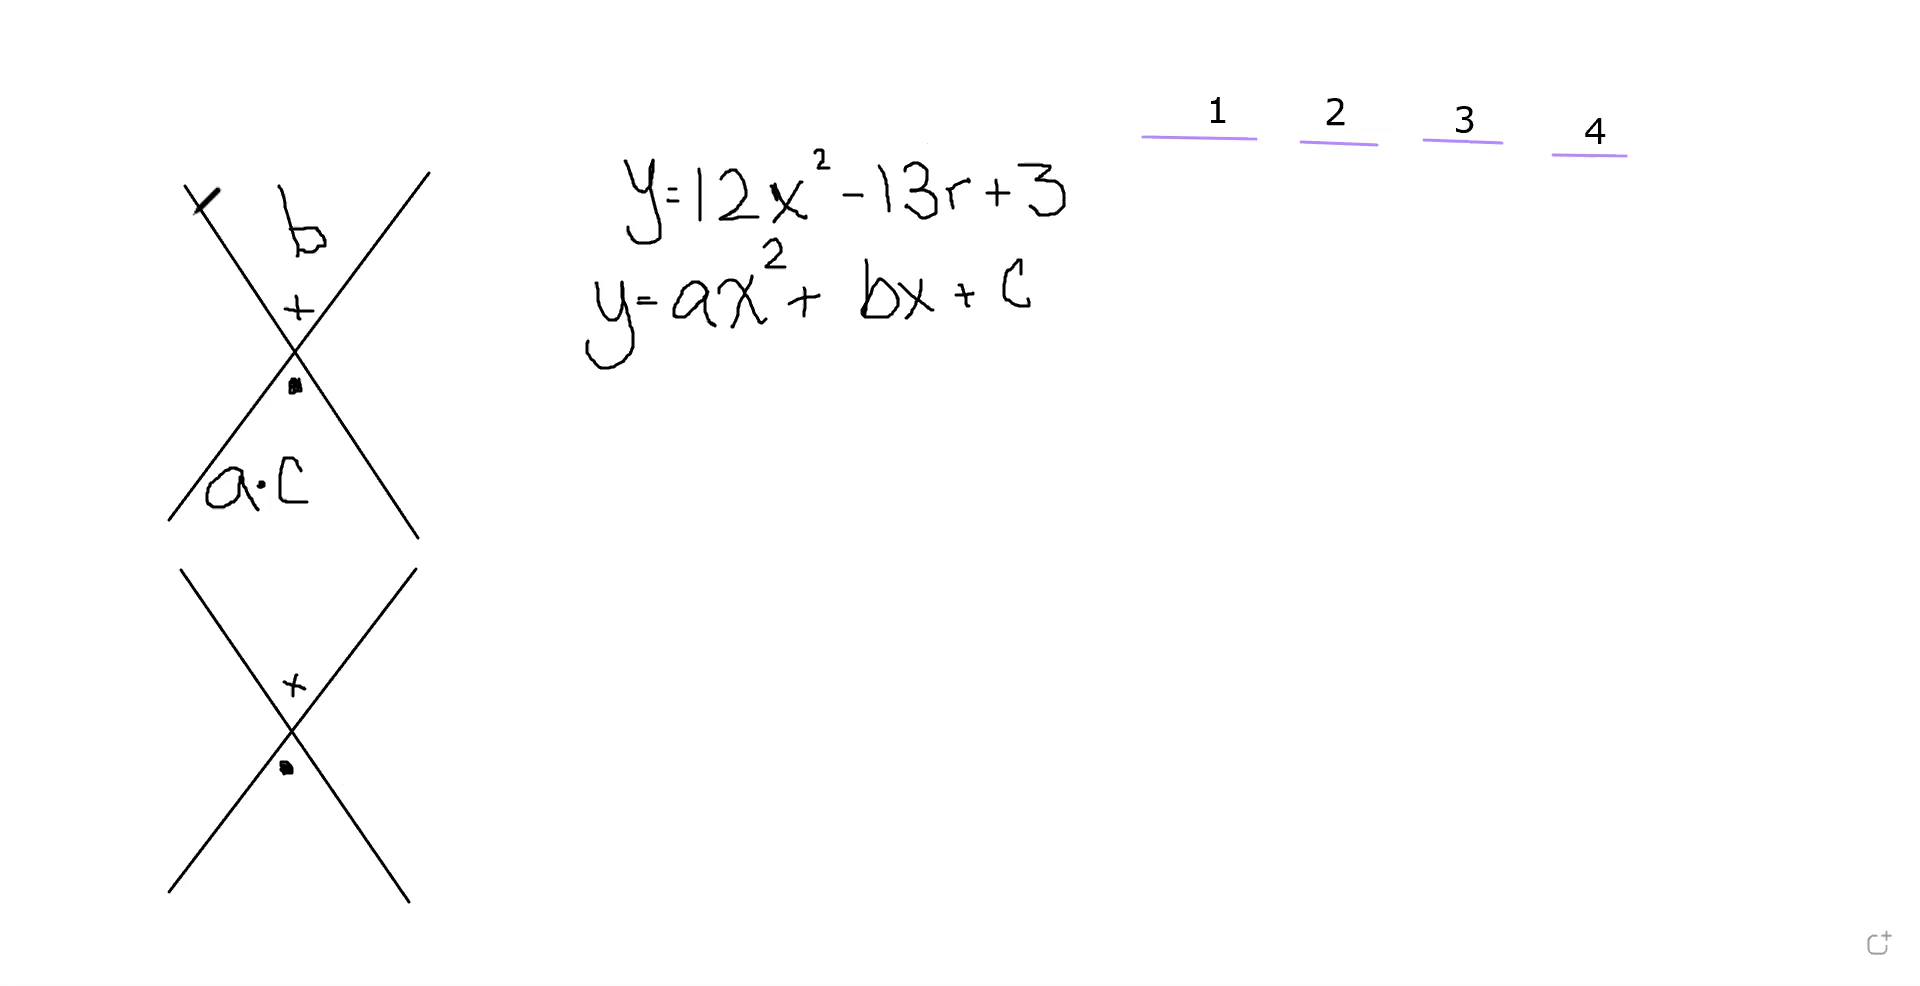 1 2 3 4
y=12x²-13r+3
y=ax²+bx+c
b
+
·
a·c
+
·